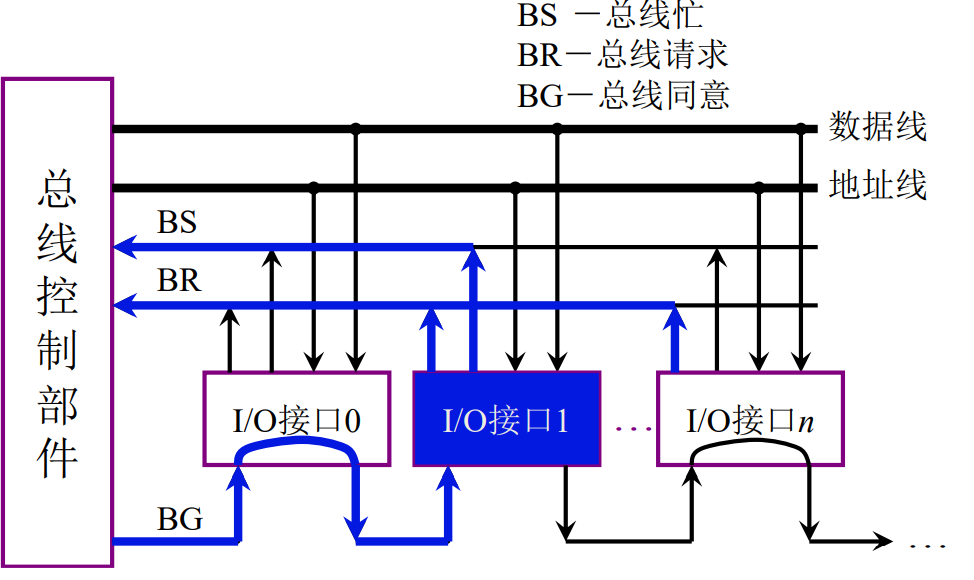 BS －总线忙
BR－总线请求
BG－总线同意
数据线
地址线
总线控制部件
BS
BR
I/O接口0
I/O接口1
…
I/O接口n
BG
…